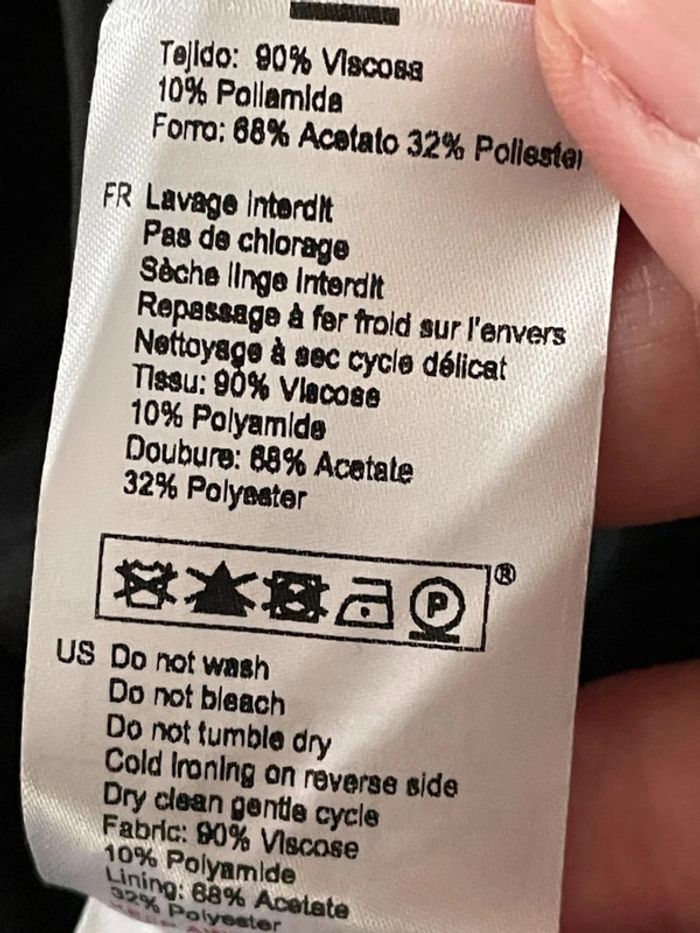 Tejido: 90% Viscosa
10% Poliamida
Forro: 68% Acetato 32% Poliester
FR Lavage interdit
Pas de chlorage
Sèche linge interdit
Repassage à fer froid sur l'envers
Nettoyage à sec cycle délicat
Tissu: 90% Viscose
10% Polyamide
Doubure: 68% Acetate
32% Polyester
P ®
US Do not wash
Do not bleach
Do not tumble dry
Cold ironing on reverse side
Dry clean gentle cycle
Fabric: 90% Viscose
10% Polyamide
Lining: 68% Acetate
32% Polyester